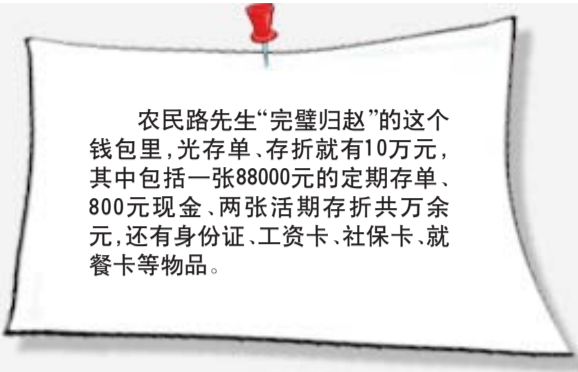 农民路先生“完璧归赵”的这个
钱包里,光存单、存折就有10万元,
其中包括一张88000元的定期存单、
800元现金、两张活期存折共万余
元,还有身份证、工资卡、社保卡、就
餐卡等物品。